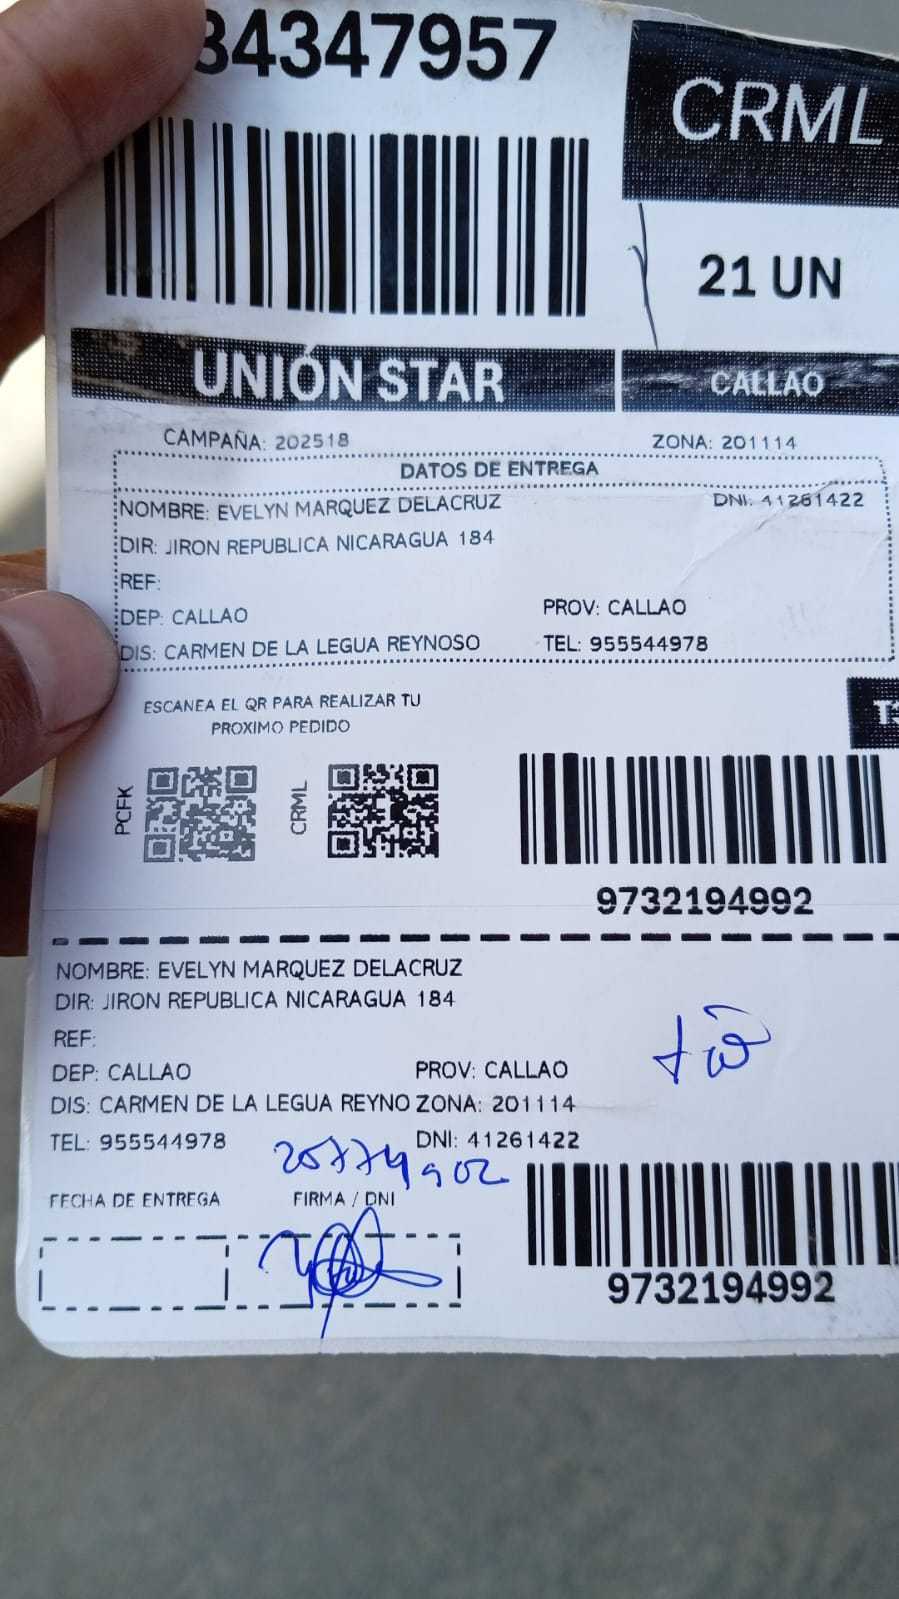 34347957
CRML
21 UN
UNIÓN STAR
CALLAO
CAMPAÑA: 202518 ZONA: 201114
DATOS DE ENTREGA
NOMBRE: EVELYN MARQUEZ DELACRUZ DNI: 41261422
DIR: JIRON REPUBLICA NICARAGUA 184
REF:
DEP: CALLAO PROV: CALLAO
DIS: CARMEN DE LA LEGUA REYNOSO TEL: 955544978
ESCANEA EL QR PARA REALIZAR TU
PROXIMO PEDIDO
PCFK
CRML
9732194992
NOMBRE: EVELYN MARQUEZ DELACRUZ
DIR: JIRON REPUBLICA NICARAGUA 184
REF:
DEP: CALLAO PROV: CALLAO
DIS: CARMEN DE LA LEGUA REYNO ZONA: 201114
TEL: 955544978 DNI: 41261422
FECHA DE ENTREGA FIRMA / DNI
9732194992